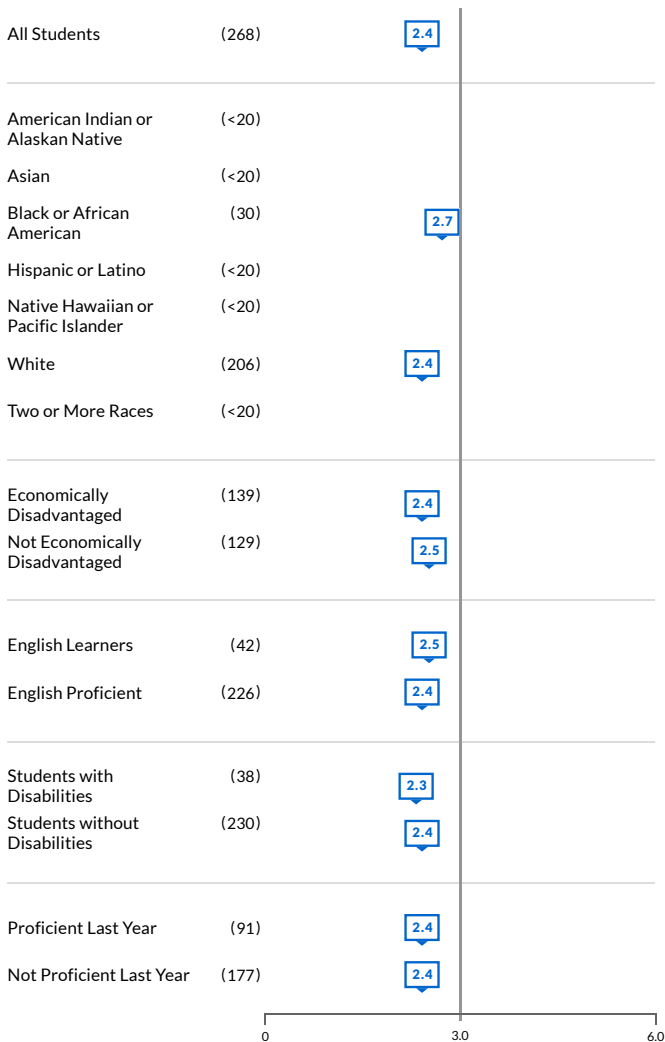 All Students (268) 2.4
American Indian or (<20)
Alaskan Native
Asian (<20)
Black or African (30) 2.7
American
Hispanic or Latino (<20)
Native Hawaiian or (<20)
Pacific Islander
White (206) 2.4
Two or More Races (<20)
Economically (139) 2.4
Disadvantaged
Not Economically (129) 2.5
Disadvantaged
English Learners (42) 2.5
English Proficient (226) 2.4
Students with (38) 2.3
Disabilities
Students without (230) 2.4
Disabilities
Proficient Last Year (91) 2.4
Not Proficient Last Year (177) 2.4
0 3.0 6.0